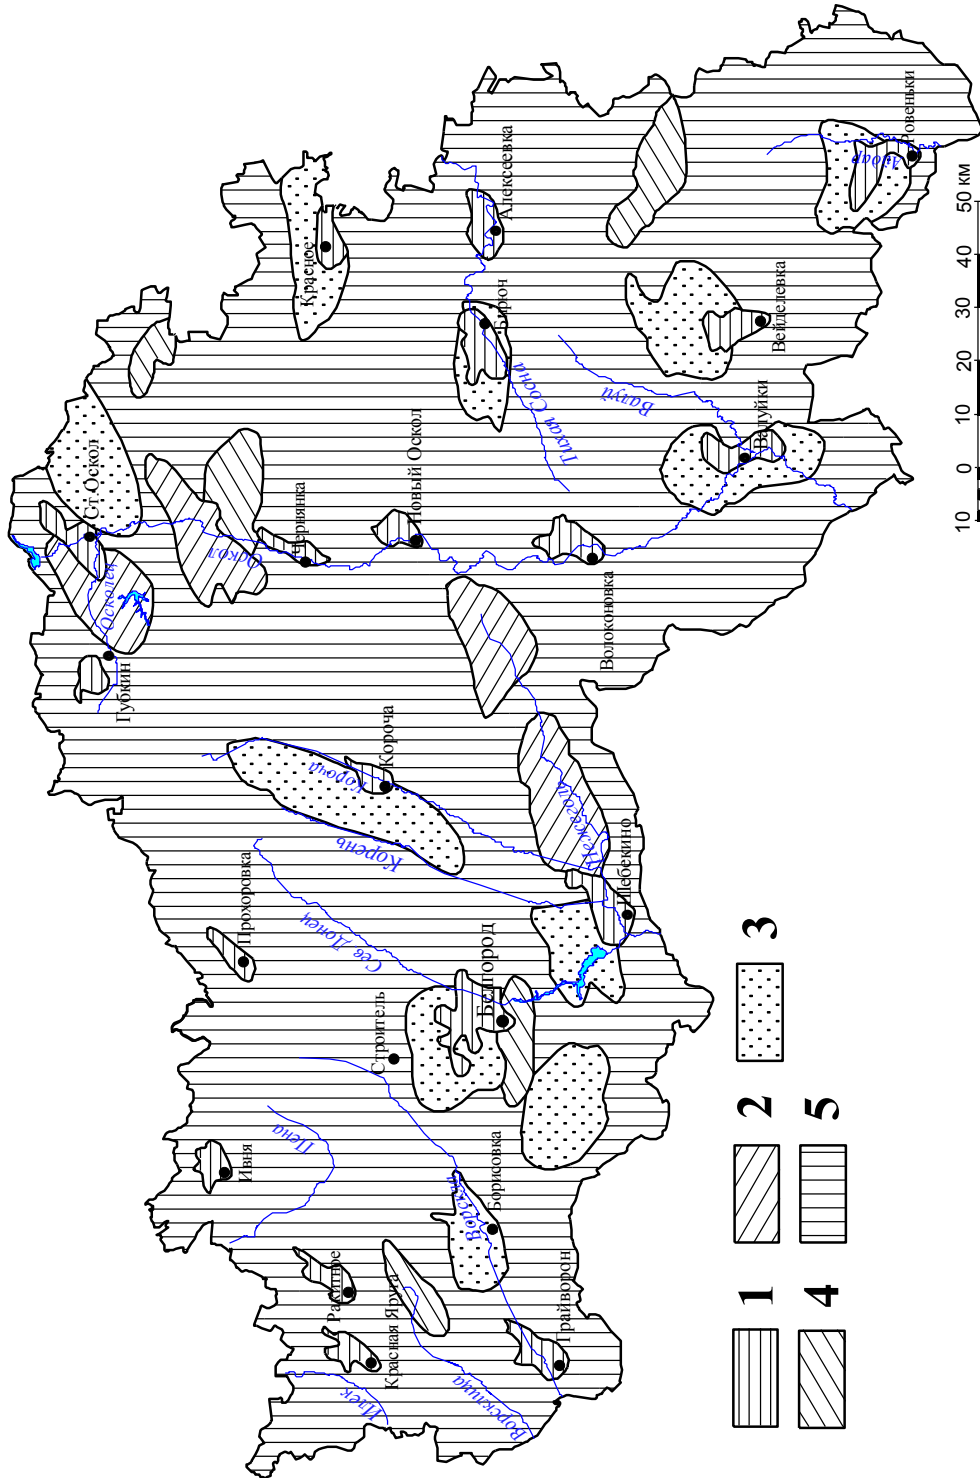 Ровеньки
Айдар
Алексеевка
Красное
Бирюч
Вейделевка
Тихая Сосна
Валуй
Валуйки
Ст. Оскол
Новый Оскол
Чернянка
Оскол
Осколец
Волоконовка
Губкин
Короча
Короча
Корень
Нежеголь
Шебекино
Прохоровка
Сев Донец
Белгород
Строитель
Пена
Ивня
Борисовка
Ворскла
Ракитное
Красная Яруга
Грайворон
Илек
Ворсклица
10 0 10 20 30 40 50 км
1 2 3
4 5